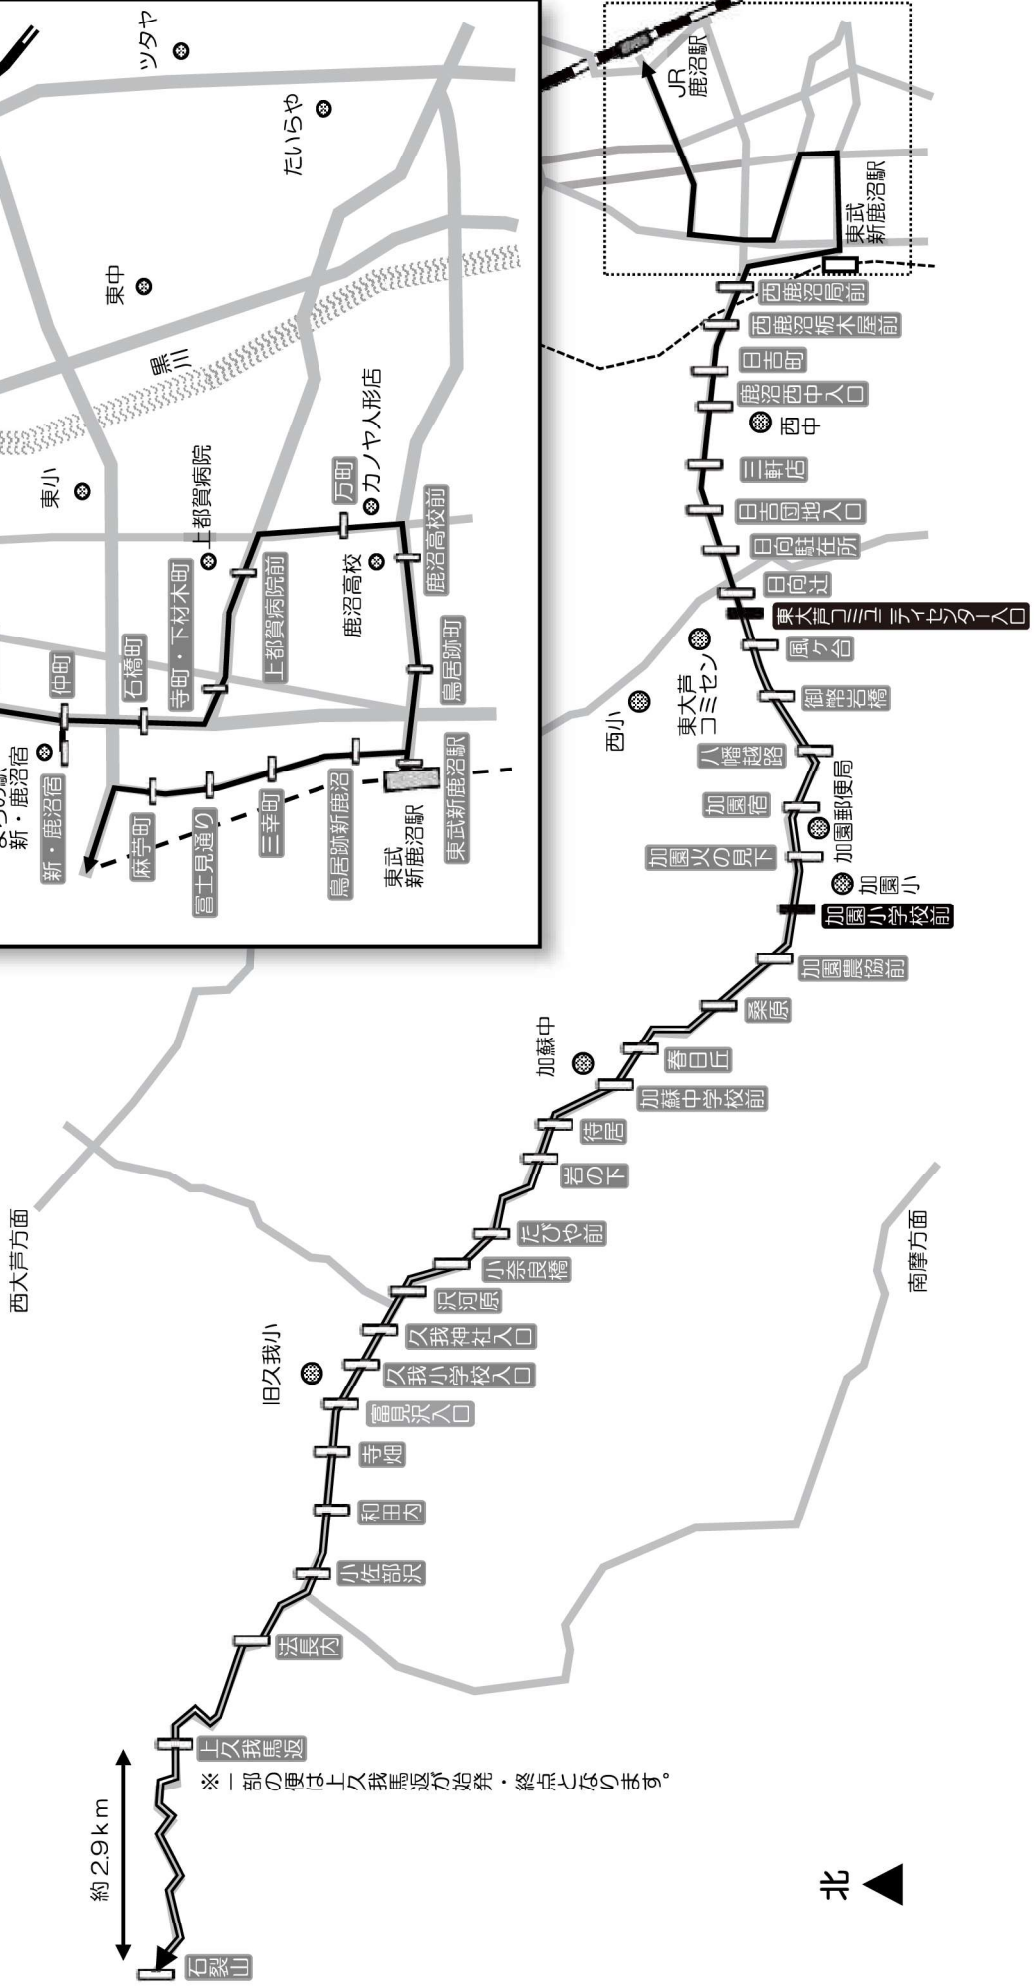 ツタヤ
たいらや
東中
黒川
東小
上都賀病院
カノヤ人形店
万町
鹿沼高校
鹿沼高校前
上都賀病院前
寺町・下材木町
石橋町
仲町
鳥居跡町
新・鹿沼宿
新・鹿沼宿
麻苧町
富士見通り
三幸町
鳥居跡新鹿沼
東武
新鹿沼駅
東武新鹿沼駅
JR
鹿沼駅
東武
新鹿沼駅
西鹿沼局前
西鹿沼栃木屋前
日吉町
鹿沼西中入口
西中
三軒店
日吉団地入口
日向駐在所
日向辻
東大芦コミュニティセンター入口
風ケ台
東大芦
コミセン
西小
御幣岩橋
八幡越路
加園宿
加園郵便局
加園火の見下
加園小
加園小学校前
加園農協前
桑原
春日丘
加蘇中
加蘇中学校前
待居
岩の下
たびや前
小奈良橋
沢河原
久我神社入口
久我小学校入口
旧久我小
富見沢入口
寺畑
和田内
小佐部沢
法長内
上久我馬返
※一部の便は上久我馬返が始発・終点となります。
約2.9km
石裂山
西大芦方面
南摩方面
北